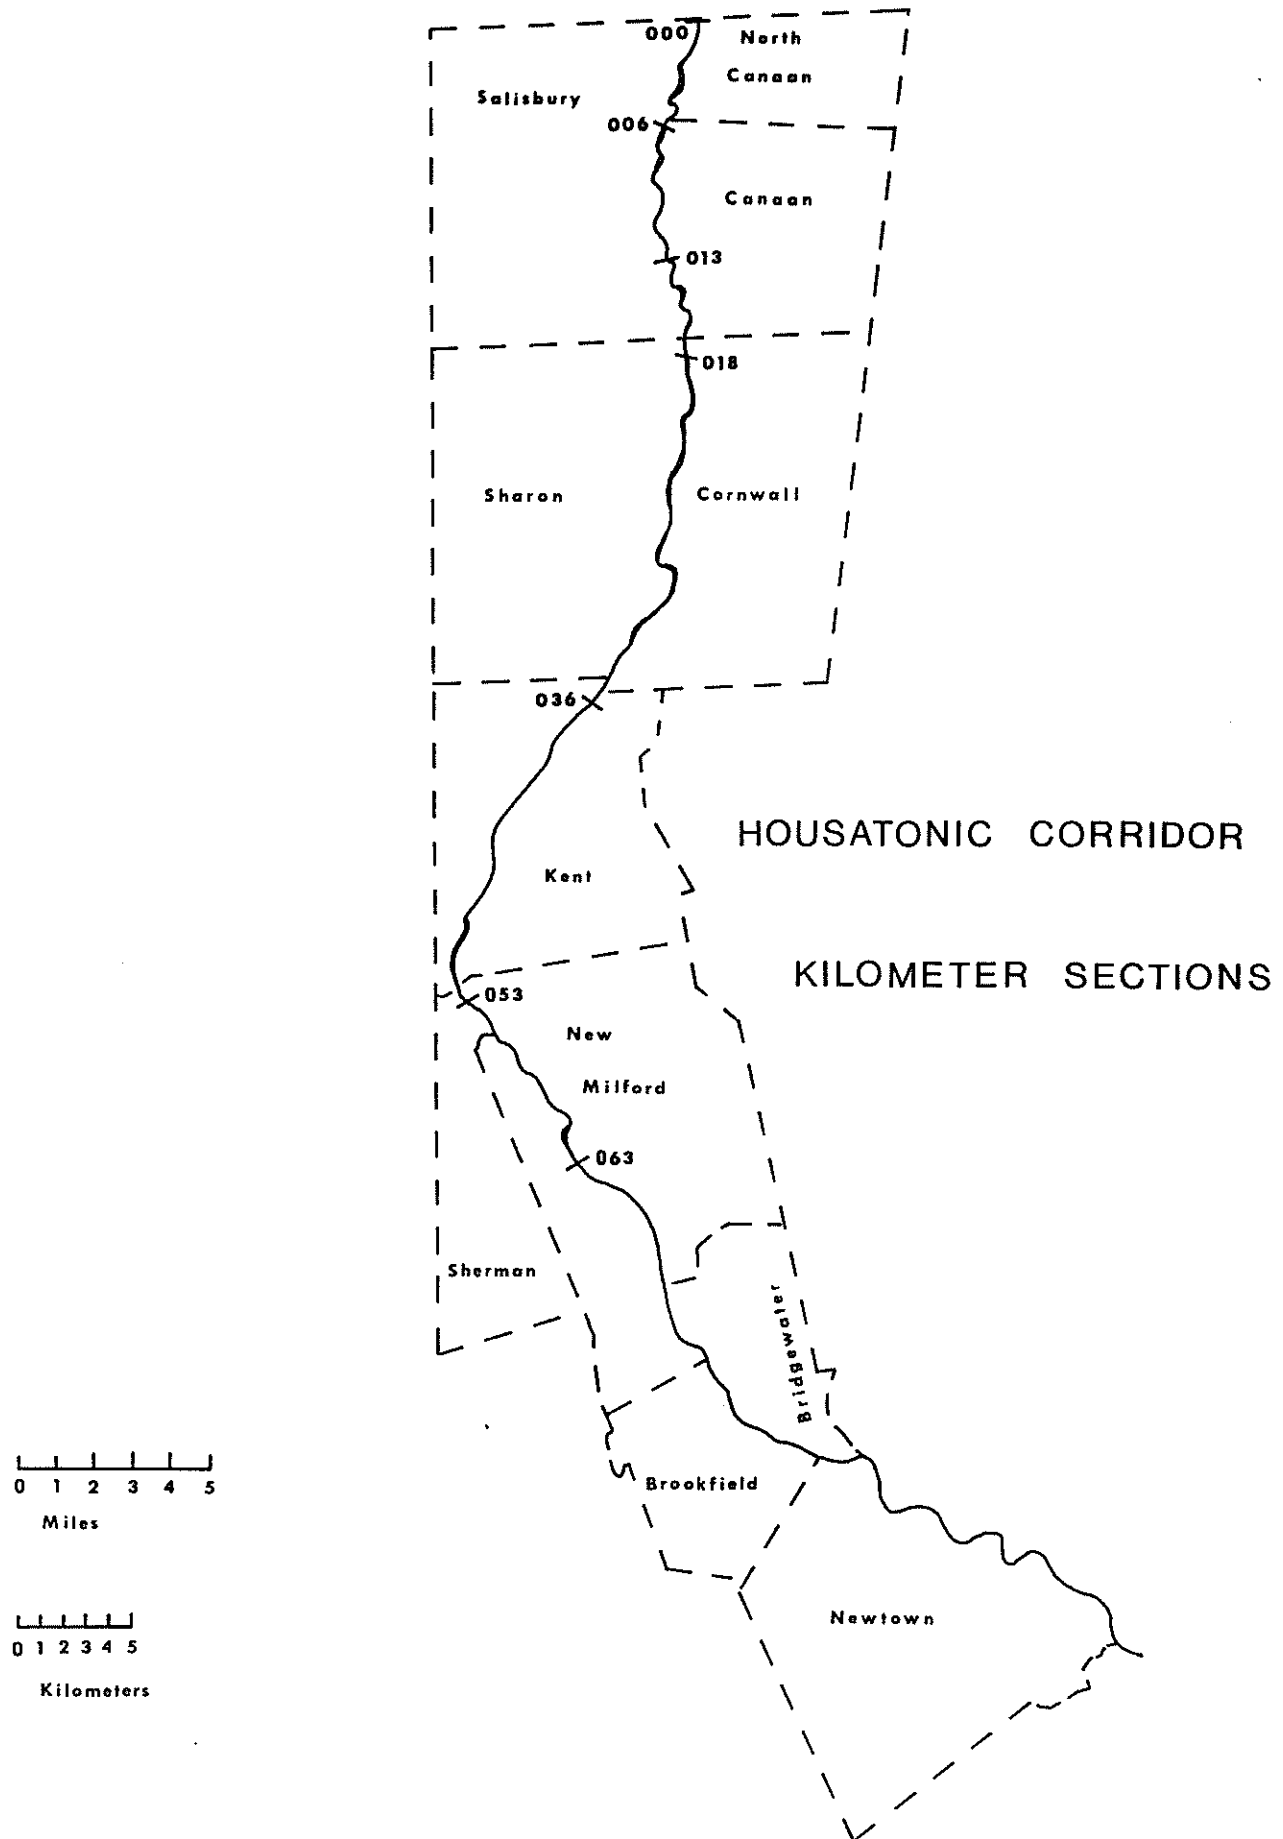 000
North
Canaan
Salisbury
006
Canaan
013
018
Sharon
Cornwall
036
HOUSATONIC CORRIDOR
Kent
KILOMETER SECTIONS
053
New
Milford
063
Sherman
Bridgewater
0 1 2 3 4 5
Miles
Brookfield
Newtown
0 1 2 3 4 5
Kilometers